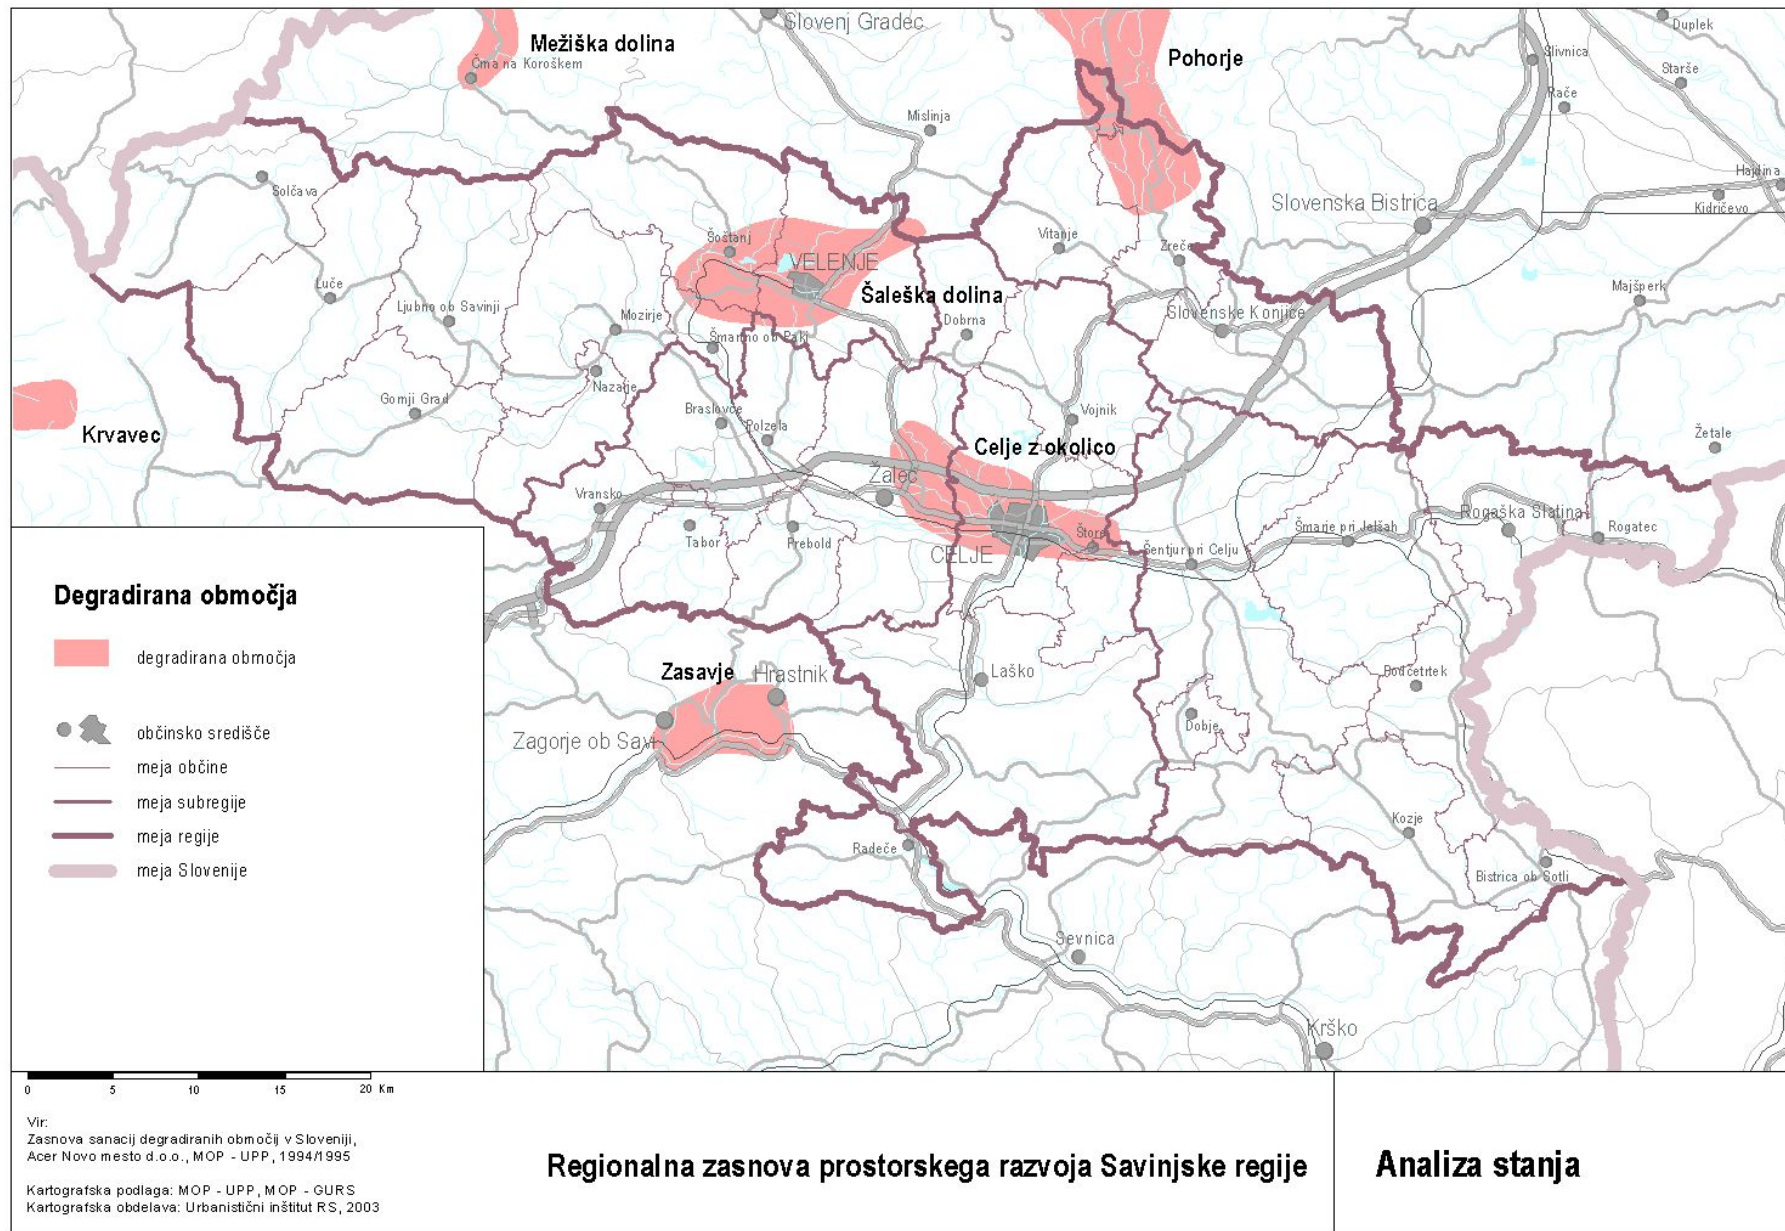 Mežiška dolina
Slovenj Gradec
Pohorje
Duplek
Slivnica
Starše
Črna na Koroškem
Rače
Mislinja
Hajdina
Kidričevo
Solčava
Slovenska Bistrica
Šoštanj
VELENJE
Vitanje
Zreče
Luče
Ljubno ob Savinji
Šaleška dolina
Majšperk
Mozirje
Dobrna
Slovenske Konjice
Šmartno ob Paki
Nazarje
Gornji Grad
Braslovče
Polzela
Vojnik
Krvavec
Celje z okolico
Žetale
Žalec
Vransko
Tabor
Prebold
CELJE
Štore
Šentjur pri Celju
Šmarje pri Jelšah
Rogaška Slatina
Rogatec
Zasavje
Hrastnik
Laško
Podčetrtek
Zagorje ob Savi
Dobje
Kozje
Radeče
Bistrica ob Sotli
Sevnica
Krško
Degradirana območja
degradirana območja
občinsko središče
meja občine
meja subregije
meja regije
meja Slovenije
0 5 10 15 20 Km
Vir:
Zasnova sanacij degradiranih območij v Sloveniji,
Acer Novo mesto d.o.o., MOP - UPP, 1994/1995
Kartografska podlaga: MOP - UPP, MOP - GURS
Kartografska obdelava: Urbanistični inštitut RS, 2003
Regionalna zasnova prostorskega razvoja Savinjske regije
Analiza stanja